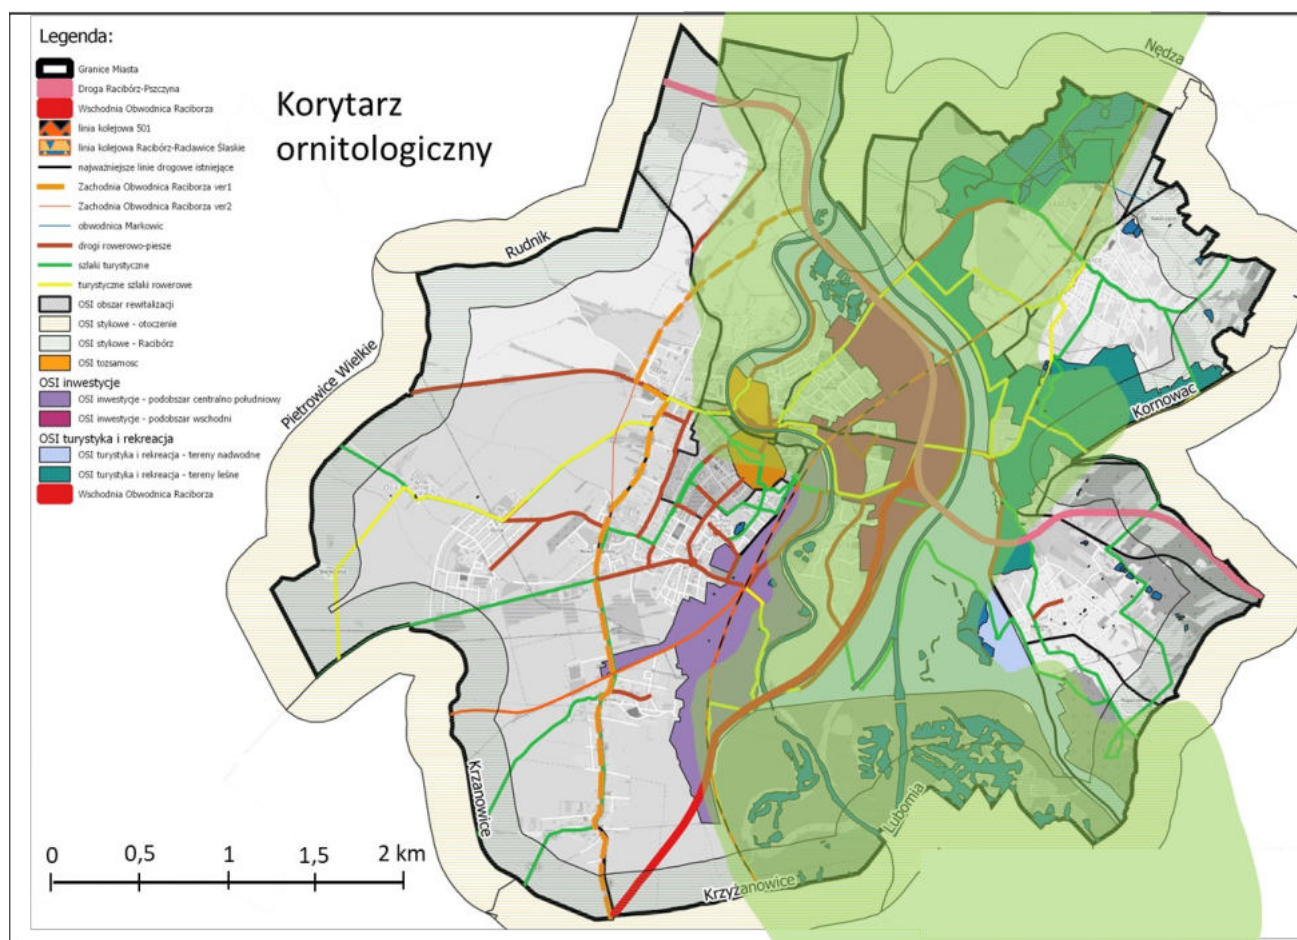 Legenda:
Granice Miasta
Droga Racibórz-Pszczyna
Wschodnia Obwodnica Raciborza
linia kolejowa 501
linia kolejowa Racibórz-Racławice Śląskie
najważniejsze linie drogowe istniejące
Zachodnia Obwodnica Raciborza ver1
Zachodnia Obwodnica Raciborza ver2
obwodnica Markowic
drogi rowerowo-piesze
szlaki turystyczne
turystyczne szlaki rowerowe
OSI obszar rewitalizacji
OSI stykowe - otoczenie
OSI stykowe - Racibórz
OSI tozsamosc
OSI inwestycje
OSI inwestycje - podobszar centralno południowy
OSI inwestycje - podobszar wschodni
OSI turystyka i rekreacja
OSI turystyka i rekreacja - tereny nadwodne
OSI turystyka i rekreacja - tereny leśne
Wschodnia Obwodnica Raciborza
Korytarz
ornitologiczny
Nędza
Rudnik
Pietrowice Wielkie
Kornowac
Krzanowice
Lubomia
Krzyżanowice
0 0,5 1 1,5 2 km